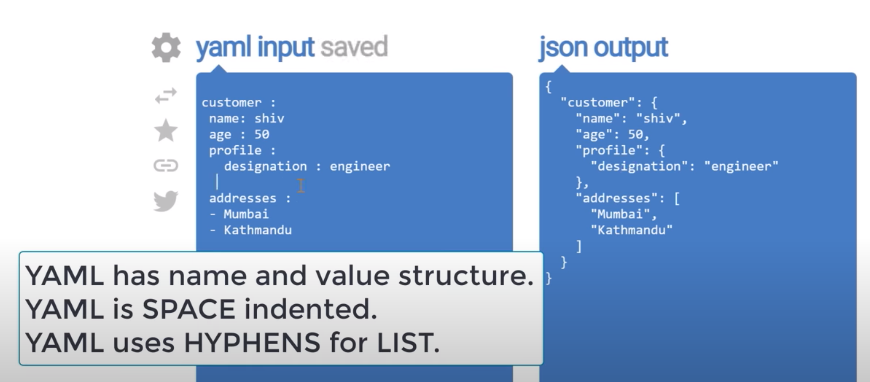 yaml input saved
customer :
name: shiv
age : 50
profile :
designation : engineer
addresses :
- Mumbai
- Kathmandu
json output
{
"customer": {
"name": "shiv",
"age": 50,
"profile": {
"designation": "engineer"
},
"addresses": [
"Mumbai",
"Kathmandu"
]
}
}
YAML has name and value structure.
YAML is SPACE indented.
YAML uses HYPHENS for LIST.